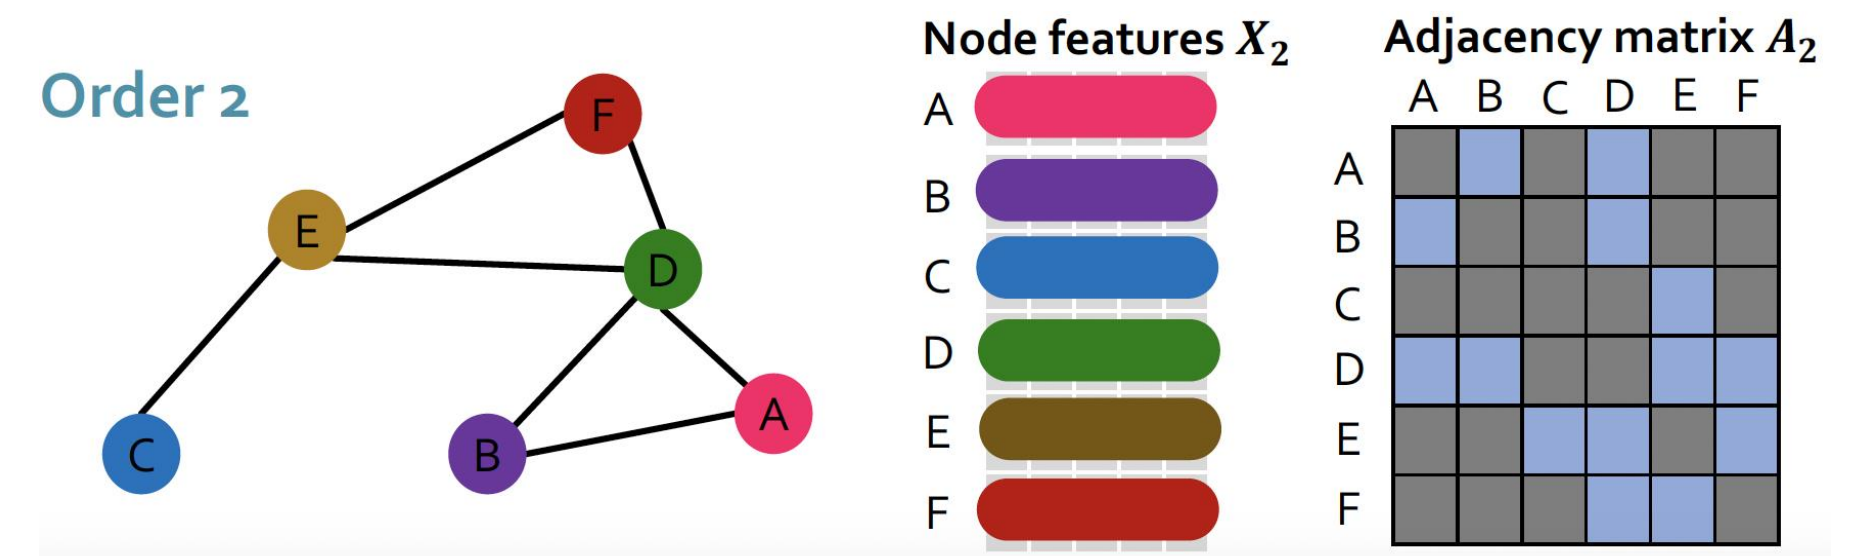 Order 2
F
E
D
A
B
C
Node features X₂
A
B
C
D
E
F
Adjacency matrix A₂
A B C D E F
A
B
C
D
E
F